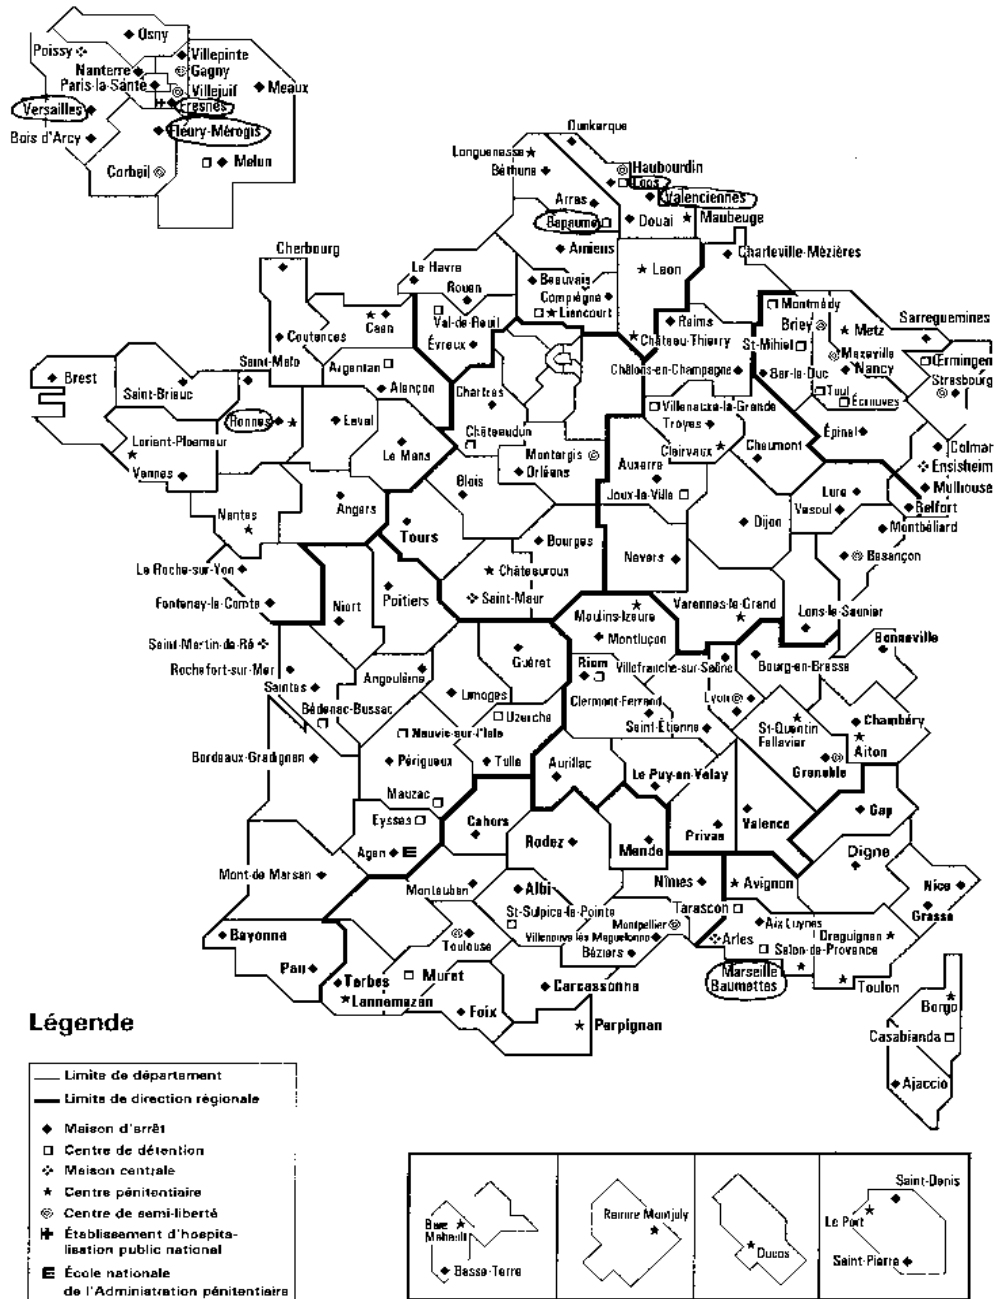 Osny
Poissy
Villepinte
Nanterre
Gagny
Paris-la-Santé
Villejuif
Meaux
Versailles
Fresnes
Bois d'Arcy
Fleury-Mérogis
Corbeil
Melun
Dunkerque
Longuenesse
Haubourdin
Béthune
Loos
Valenciennes
Arras
Bapaume
Douai
Maubeuge
Amiens
Charleville-Mézières
Cherbourg
Le Havre
Beauvais
Laon
Rouen
Compiègne
Liancourt
Montmédy
Caen
Val-de-Reuil
Reims
Briey
Metz
Sarreguemines
Coutances
Évreux
Château-Thierry
St-Mihiel
Saint-Malo
Argentan
Châlons-en-Champagne
Bar-le-Duc
Nancy
Œrmingen
Brest
Saint-Brieuc
Alençon
Chartres
Toul
Écrouves
Strasbourg
Villenauxe-la-Grande
Rennes
Laval
Châteaudun
Troyes
Épinal
Lorient-Ploemeur
Le Mans
Montargis
Clairvaux
Chaumont
Colmar
Vannes
Orléans
Auxerre
Ensisheim
Blois
Joux-la-Ville
Lure
Mulhouse
Nantes
Angers
Vesoul
Belfort
Tours
Dijon
Montbéliard
Bourges
Nevers
Besançon
La Roche-sur-Yon
Châteauroux
Fontenay-le-Comte
Niort
Poitiers
Saint-Maur
Moulins-Izeure
Varennes-le-Grand
Lons-le-Saunier
Saint-Martin-de-Ré
Montluçon
Bonneville
Rochefort-sur-Mer
Guéret
Riom
Villefranche-sur-Saône
Bourg-en-Bresse
Saintes
Angoulême
Limoges
Clermont-Ferrand
Lyon
Bédenac-Bussac
Uzerche
Saint-Étienne
St-Quentin
Fallavier
Chambéry
Neuvic-sur-l'Isle
Aiton
Bordeaux-Gradignan
Périgueux
Tulle
Aurillac
Le Puy-en-Velay
Grenoble
Mauzac
Eysses
Cahors
Privas
Valence
Gap
Agen
Rodez
Mende
Digne
Mont-de-Marsan
Montauban
Albi
Nîmes
Avignon
Nice
St-Sulpice-la-Pointe
Tarascon
Grasse
Bayonne
Toulouse
Montpellier
Villeneuve-lès-Maguelonne
Aix Luynes
Draguignan
Arles
Salon-de-Provence
Béziers
Pau
Tarbes
Muret
Marseille
Baumettes
Lannemezan
Carcassonne
Toulon
Foix
Perpignan
Borgo
Casabianda
Ajaccio
Légende
Limite de département
Limite de direction régionale
Maison d'arrêt
Centre de détention
Maison centrale
Centre pénitentiaire
Centre de semi-liberté
Établissement d'hospita-
lisation public national
École nationale
de l'Administration pénitentiaire
Baie
Mahault
Basse-Terre
Remire Montjoly
Ducos
Saint-Denis
Le Port
Saint-Pierre